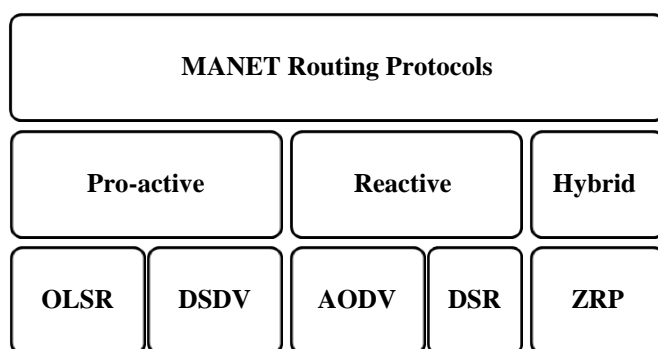 MANET Routing Protocols
Pro-active Reactive Hybrid
OLSR DSDV AODV DSR ZRP